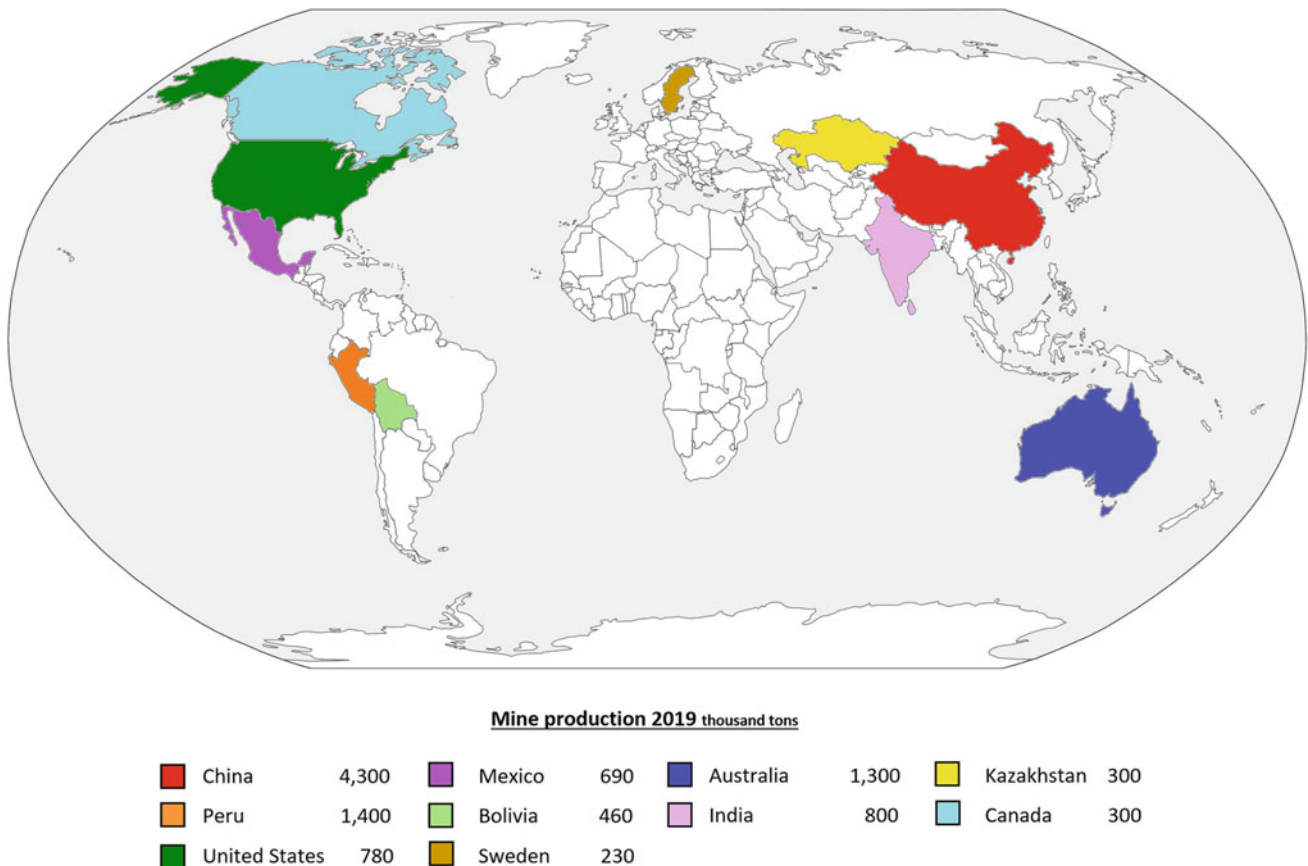 Mine production 2019 thousand tons
China 4,300 Mexico 690 Australia 1,300 Kazakhstan 300
Peru 1,400 Bolivia 460 India 800 Canada 300
United States 780 Sweden 230